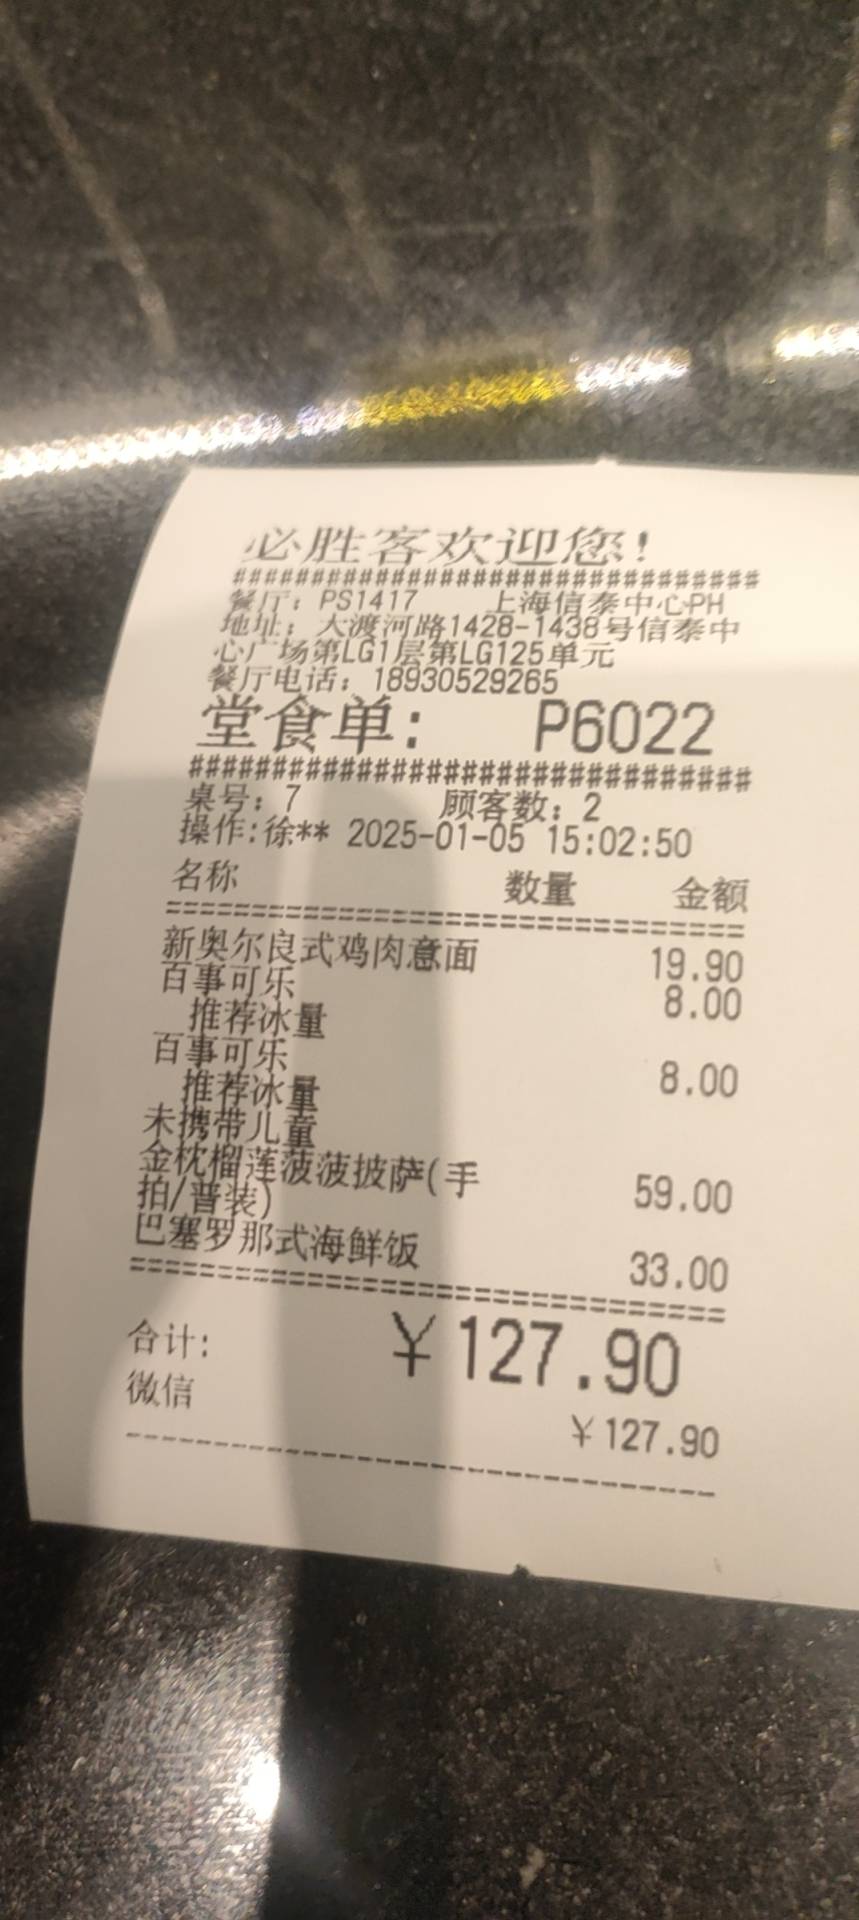 必胜客欢迎您!
#################################
餐厅: PS1417 上海信泰中心PH
地址: 大渡河路1428-1438号信泰中
心广场第LG1层第LG125单元
餐厅电话: 18930529265
堂食单: P6022
#################################
桌号: 7 顾客数: 2
操作:徐** 2025-01-05 15:02:50
名称 数量 金额
==================================
新奥尔良式鸡肉意面 19.90
百事可乐 8.00
推荐冰量
百事可乐 8.00
推荐冰量
未携带儿童
金枕榴莲菠菠披萨(手 59.00
拍/普装)
巴塞罗那式海鲜饭 33.00
==================================
合计: ¥127.90
微信 ¥127.90
----------------------------------